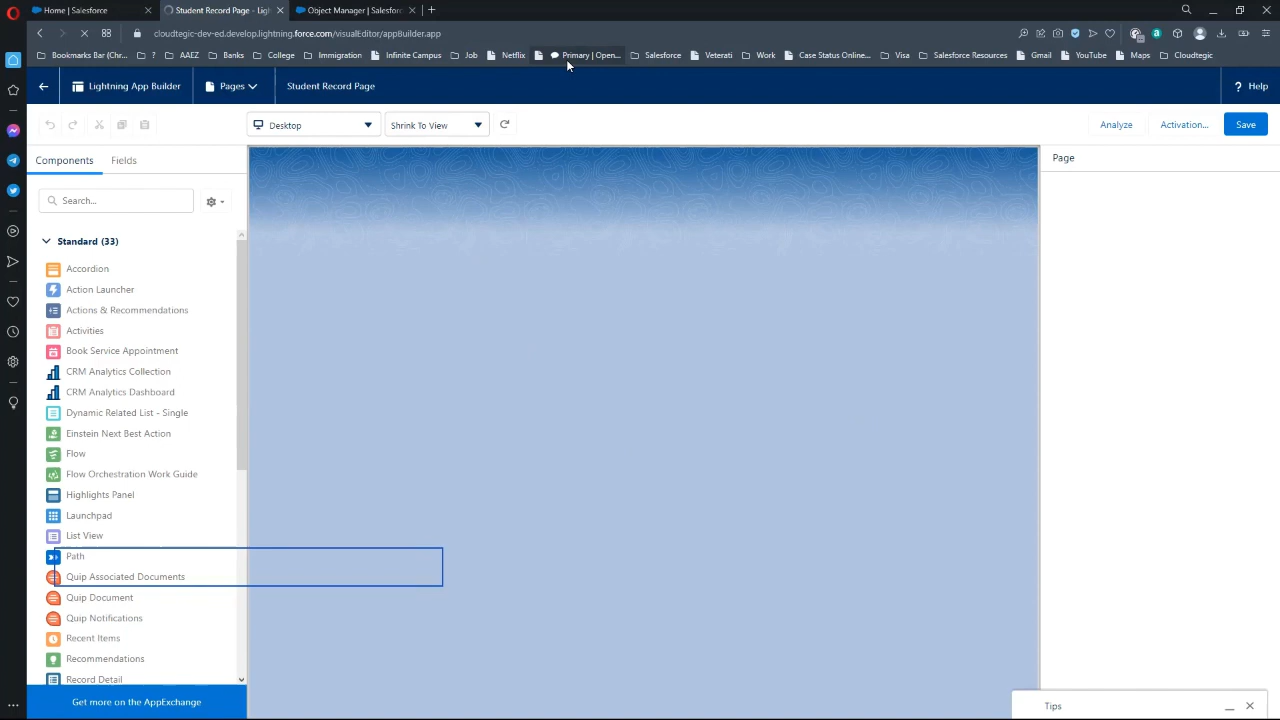 Home | Salesforce
Student Record Page - Ligh
Object Manager | Salesforc
cloudtegic-dev-ed.develop.lightning.force.com/visualEditor/appBuilder.app
Bookmarks Bar (Chr... ? AAEZ Banks College Immigration Infinite Campus Job Netflix Primary | Open... Salesforce Veterati Work Case Status Online... Visa Salesforce Resources Gmail YouTube Maps Cloudtegic
Lightning App Builder Pages Student Record Page ? Help
Desktop Shrink To View Analyze Activation... Save
Components Fields Page
Search...
Standard (33)
Accordion
Action Launcher
Actions & Recommendations
Activities
Book Service Appointment
CRM Analytics Collection
CRM Analytics Dashboard
Dynamic Related List - Single
Einstein Next Best Action
Flow
Flow Orchestration Work Guide
Highlights Panel
Launchpad
List View
Path
Quip Associated Documents
Quip Document
Quip Notifications
Recent Items
Recommendations
Record Detail
Get more on the AppExchange
Tips